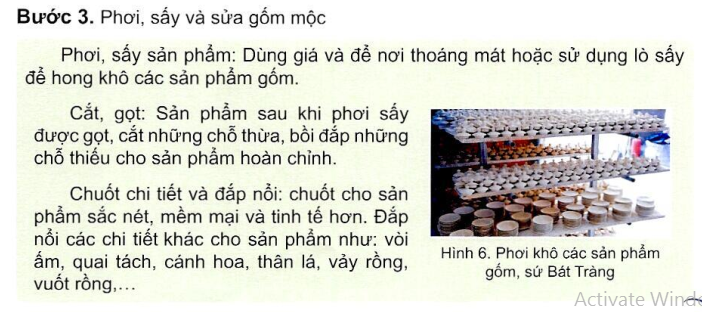 Bước 3. Phơi, sấy và sửa gốm mộc
Phơi, sấy sản phẩm: Dùng giá và để nơi thoáng mát hoặc sử dụng lò sấy
để hong khô các sản phẩm gốm.
Cắt, gọt: Sản phẩm sau khi phơi sấy
được gọt, cắt những chỗ thừa, bồi đắp những
chỗ thiếu cho sản phẩm hoàn chỉnh.
Chuốt chi tiết và đắp nổi: chuốt cho sản
phẩm sắc nét, mềm mại và tinh tế hơn. Đắp
nổi các chi tiết khác cho sản phẩm như: vòi
ấm, quai tách, cánh hoa, thân lá, vảy rồng,
vuốt rồng,...
Hình 6. Phơi khô các sản phẩm
gốm, sứ Bát Tràng
Activate Windo